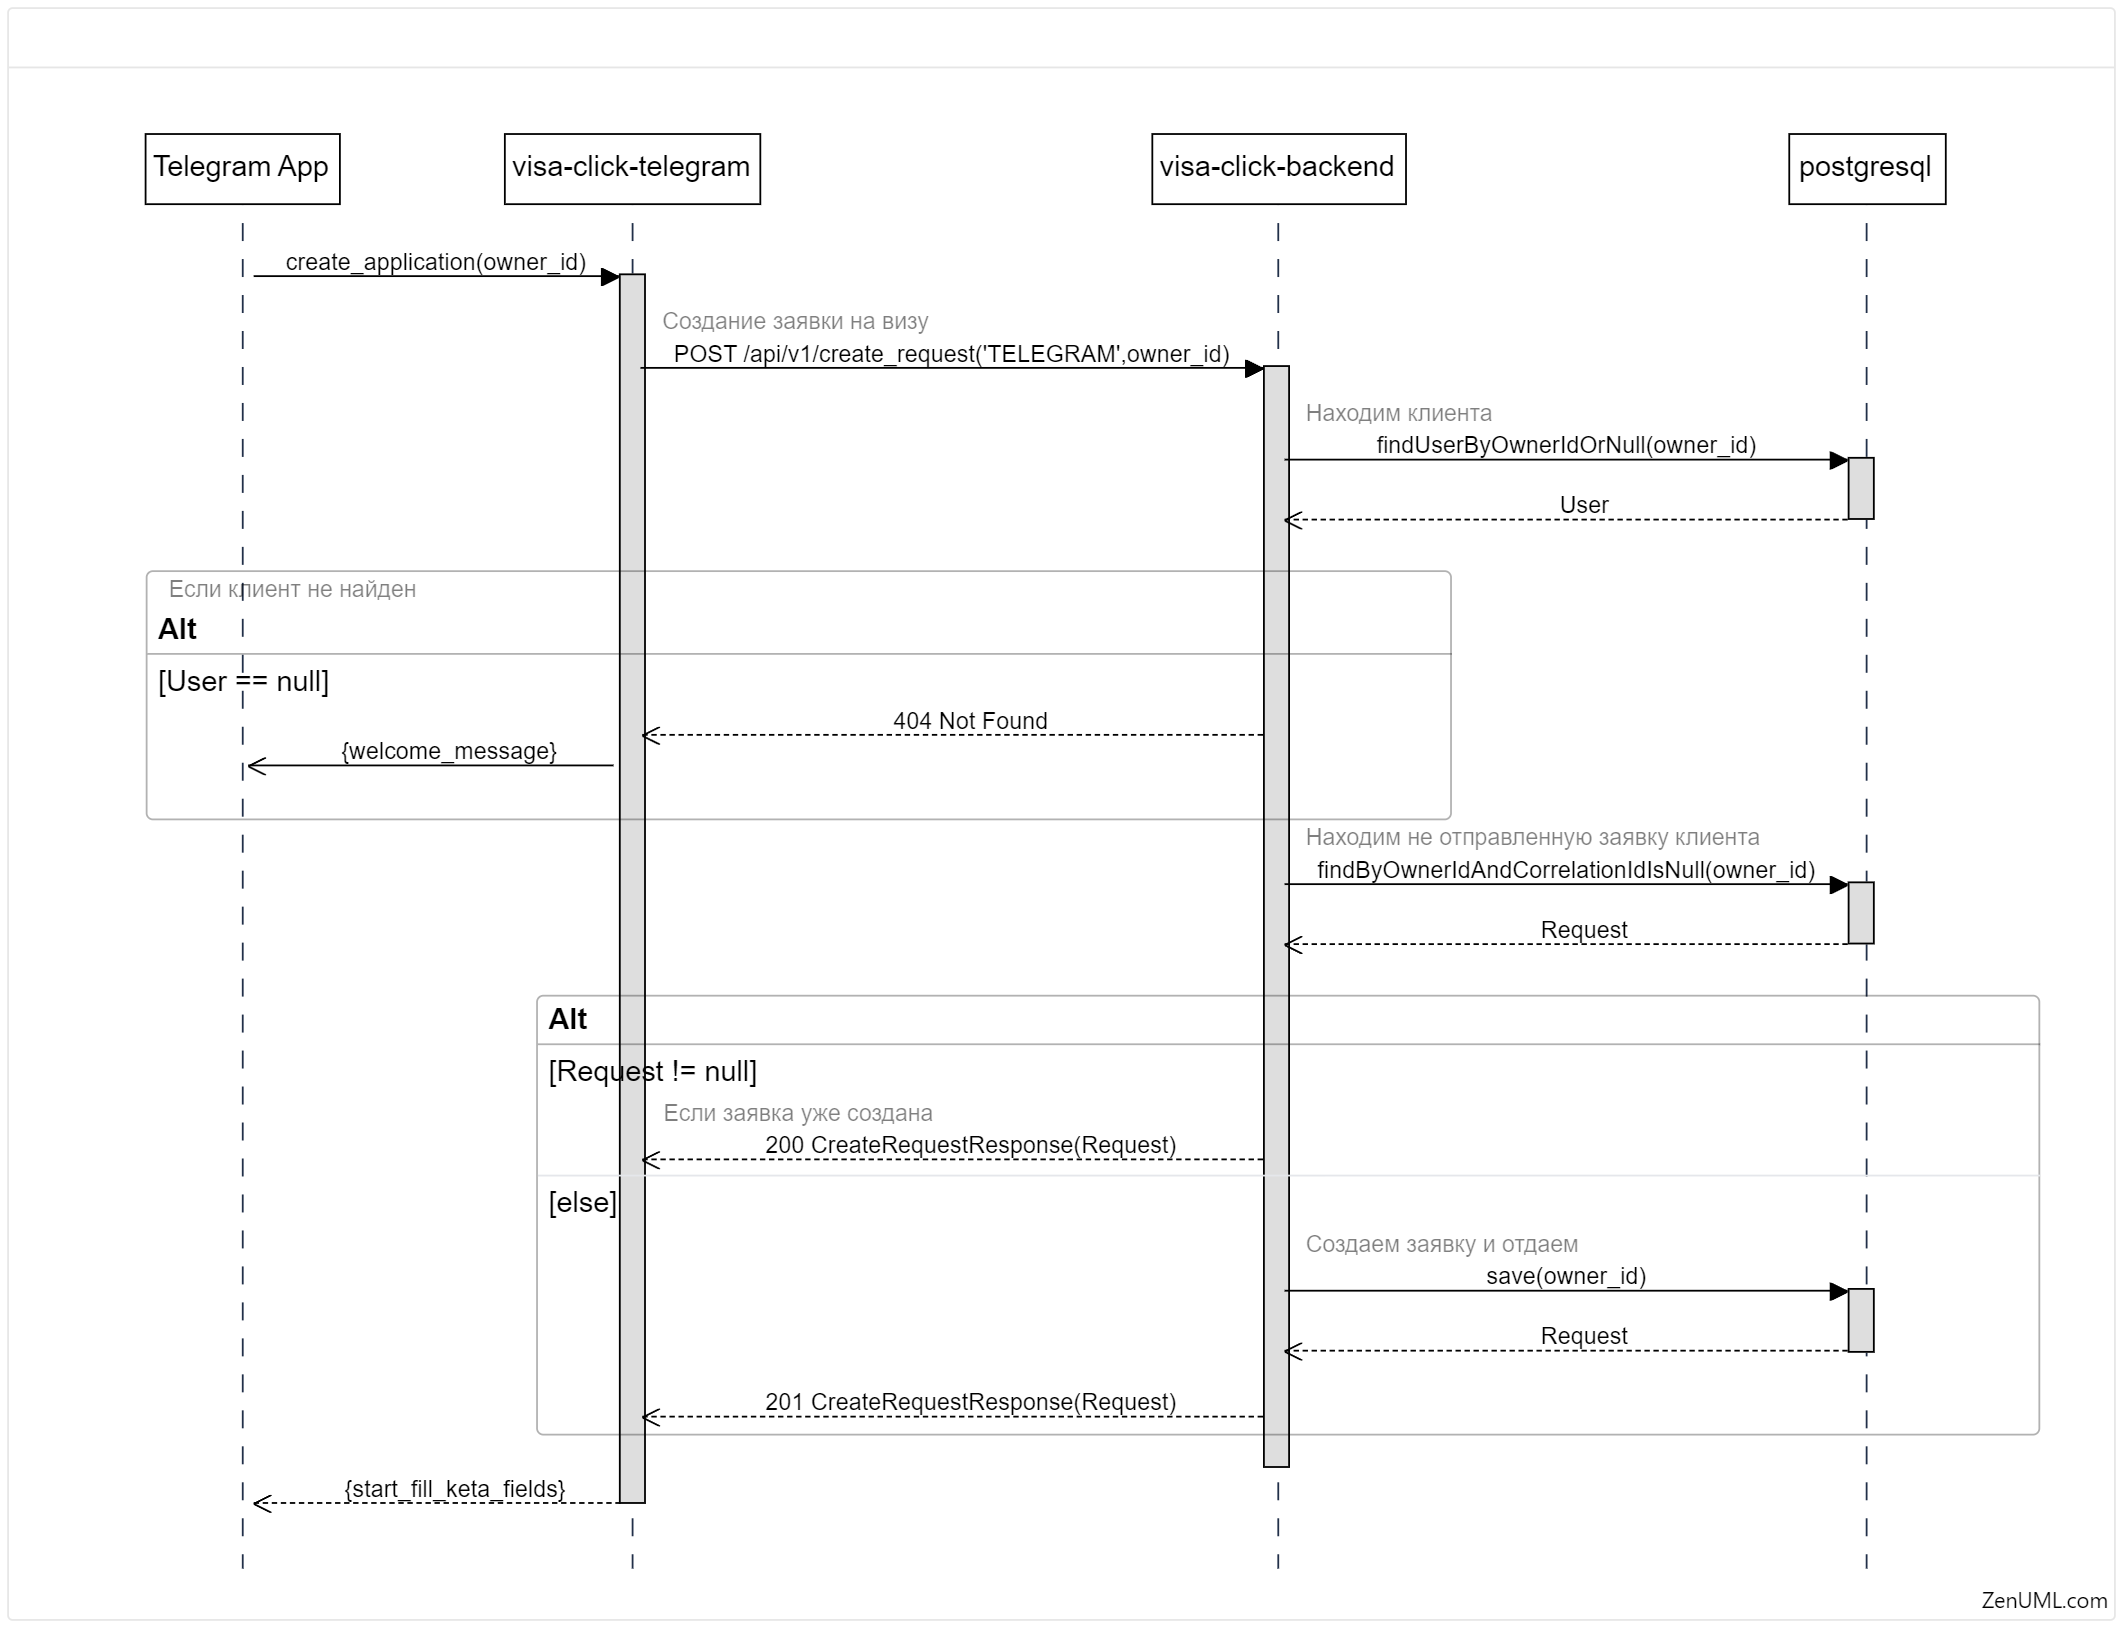 Telegram App
visa-click-telegram
visa-click-backend
postgresql
create_application(owner_id)
Создание заявки на визу
POST /api/v1/create_request('TELEGRAM',owner_id)
Находим клиента
findUserByOwnerIdOrNull(owner_id)
User
Если клиент не найден
Alt
[User == null]
404 Not Found
{welcome_message}
Находим не отправленную заявку клиента
findByOwnerIdAndCorrelationIdIsNull(owner_id)
Request
Alt
[Request != null]
Если заявка уже создана
200 CreateRequestResponse(Request)
[else]
Создаем заявку и отдаем
save(owner_id)
Request
201 CreateRequestResponse(Request)
{start_fill_keta_fields}
ZenUML.com